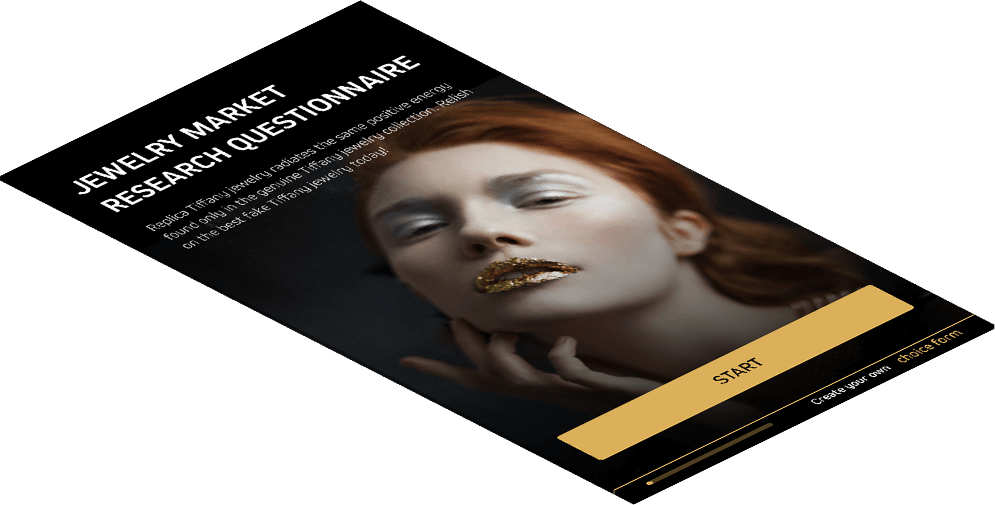 JEWELRY MARKET
RESEARCH QUESTIONNAIRE
Replica Tiffany jewelry radiates the same positive energy
found only in the genuine Tiffany jewelry collection. Relish
on the best fake Tiffany jewelry today!
START
Create your own choice form